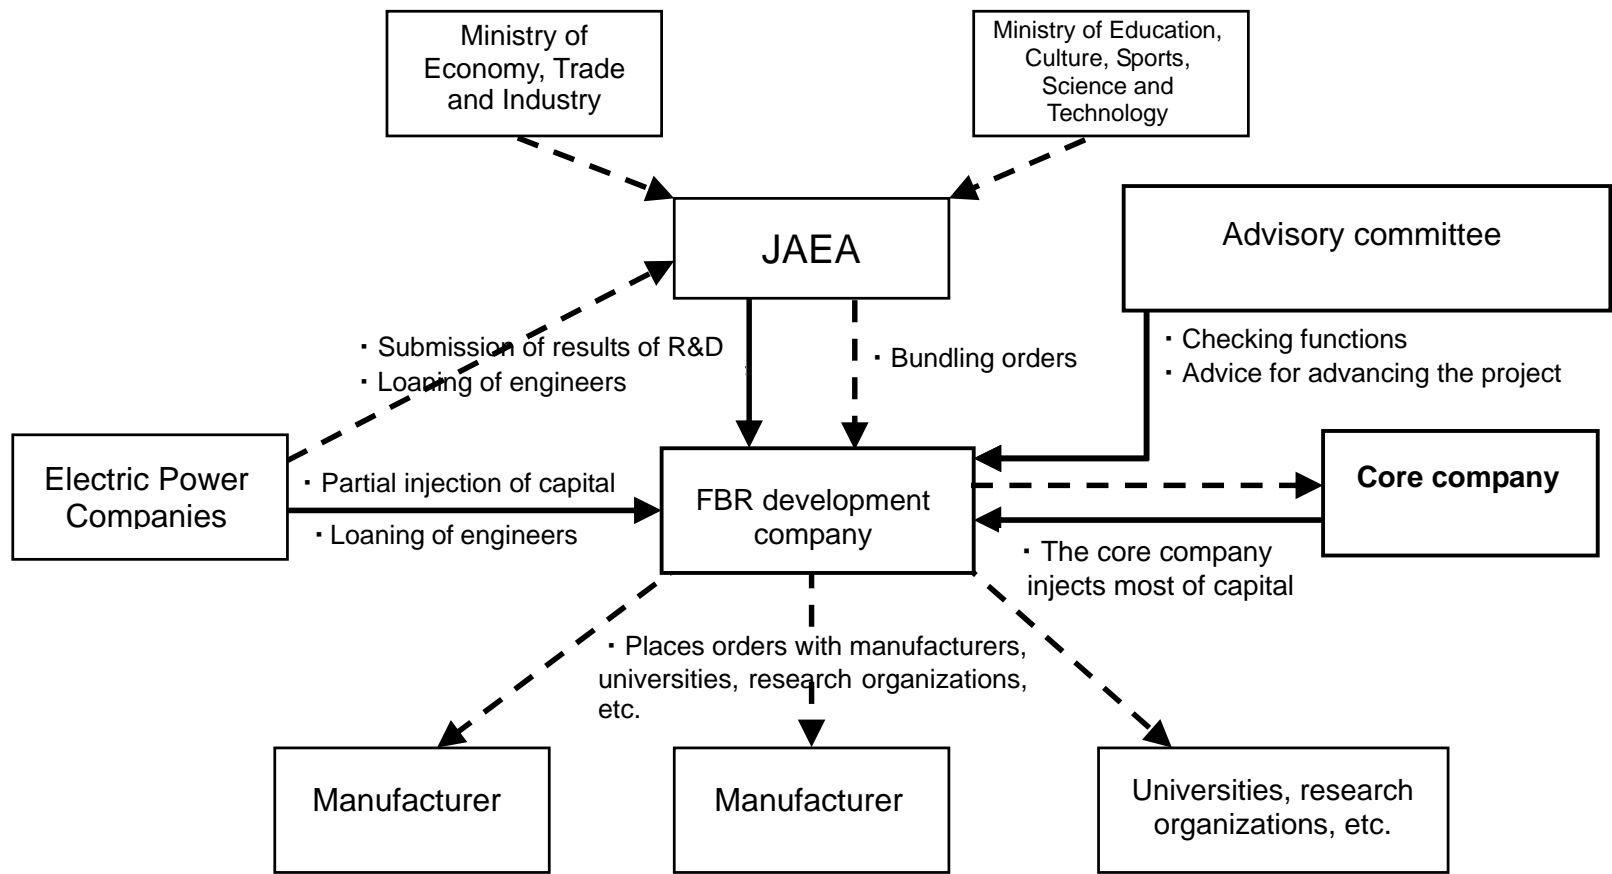 Ministry of
Economy, Trade
and Industry
Ministry of Education,
Culture, Sports,
Science and
Technology
JAEA
Advisory committee
・Submission of results of R&D
・Loaning of engineers
・Bundling orders
・Checking functions
・Advice for advancing the project
Electric Power
Companies
・Partial injection of capital
・Loaning of engineers
FBR development
company
Core company
・The core company
injects most of capital
・Places orders with manufacturers,
universities, research organizations,
etc.
Manufacturer
Manufacturer
Universities, research
organizations, etc.